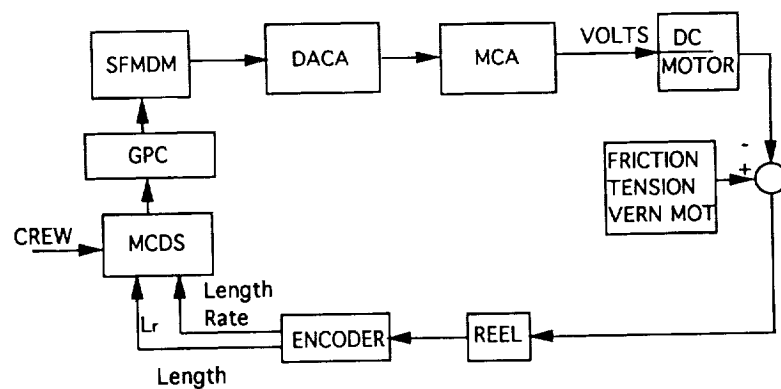 SFMDM
DACA
MCA
VOLTS
DC
MOTOR
GPC
FRICTION
TENSION
VERN MOT
-
+
CREW
MCDS
Length
Rate
Lr
ENCODER
REEL
Length